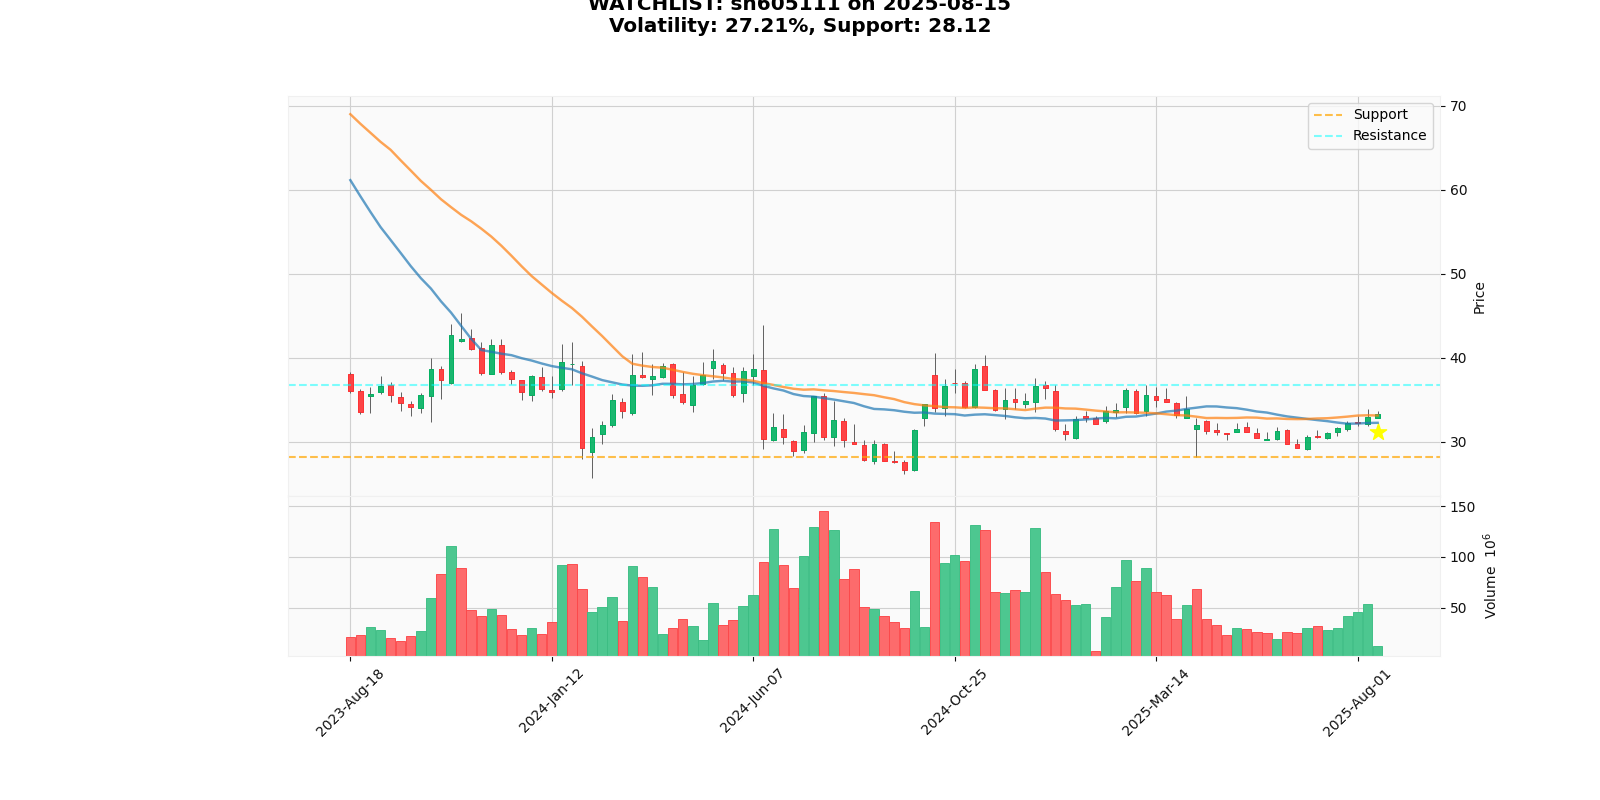 WATCHLIST: sh605111 on 2025-08-15
Volatility: 27.21%, Support: 28.12
Support
Resistance
70
60
50
40
30
Price
150
100
50
Volume 10⁶
2023-Aug-18
2024-Jan-12
2024-Jun-07
2024-Oct-25
2025-Mar-14
2025-Aug-01